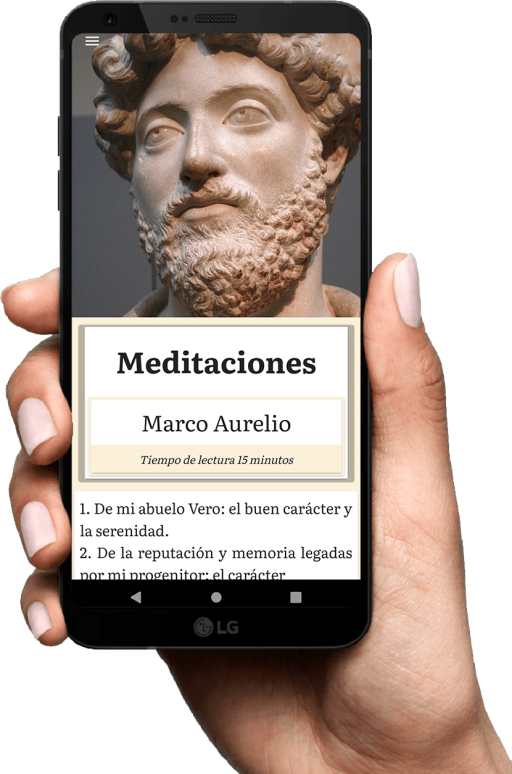 Meditaciones
Marco Aurelio
Tiempo de lectura 15 minutos
1. De mi abuelo Vero: el buen carácter y
la serenidad.
2. De la reputación y memoria legadas
por mi progenitor: el carácter
LG